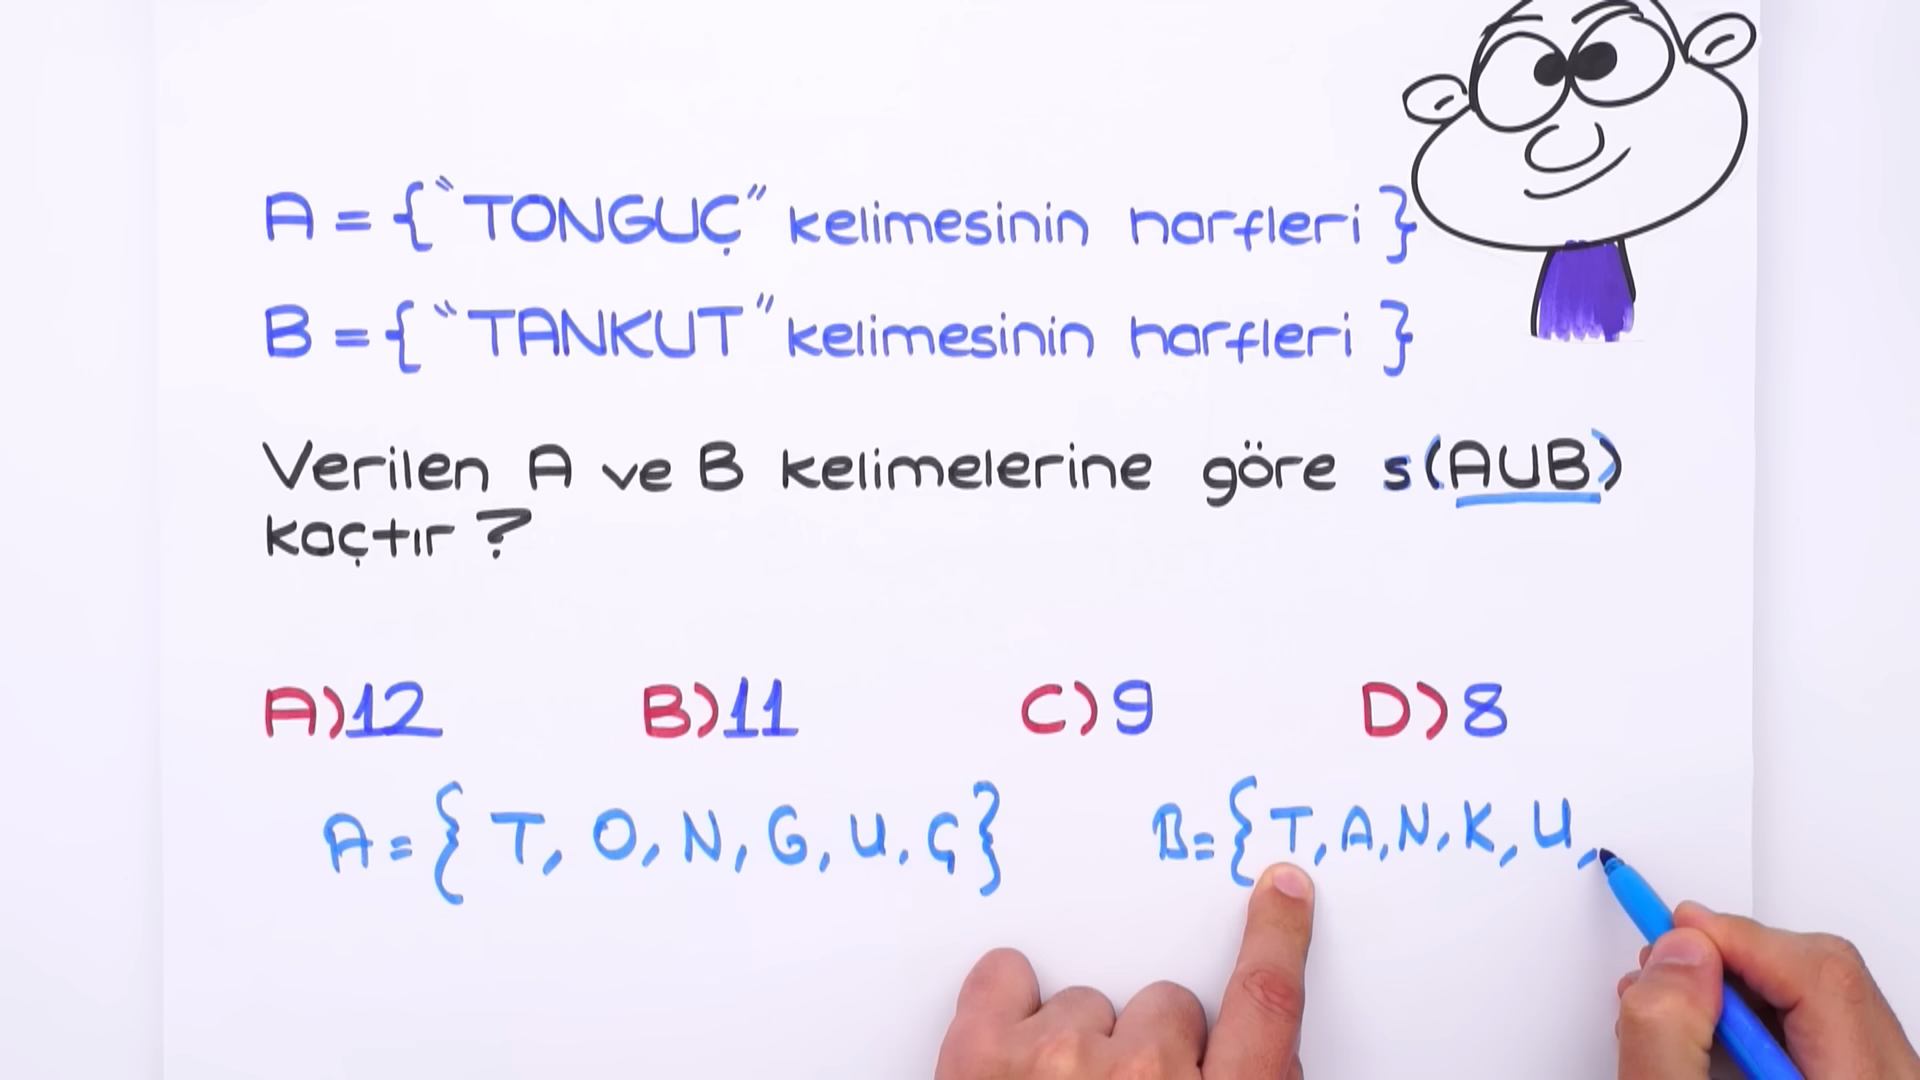 A = { "TONGUÇ" kelimesinin harfleri }
B = { "TANKUT" kelimesinin harfleri }
Verilen A ve B kelimelerine göre s(AUB)
kaçtır ?
A)12 B)11 C)9 D)8
A = { T, O, N, G, U, Ç } B = { T, A, N, K, U,